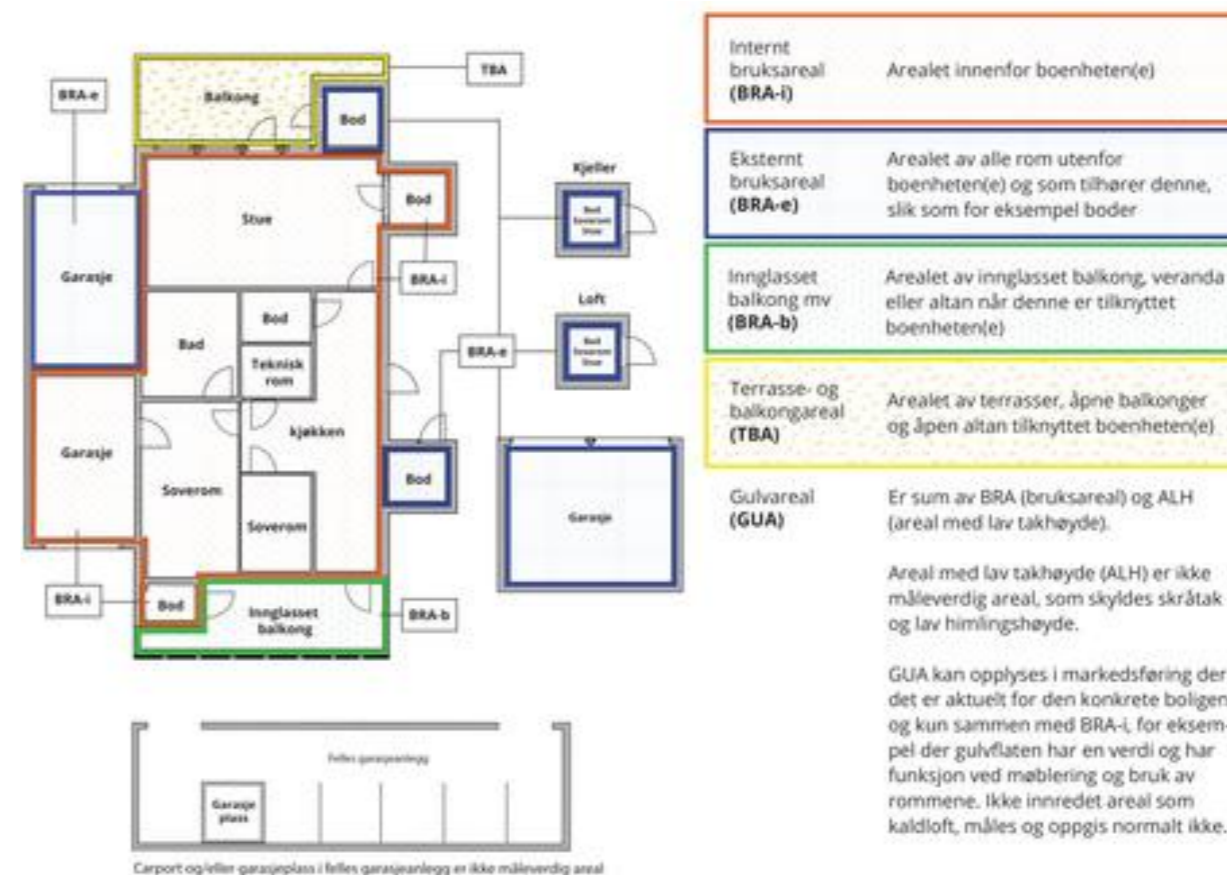 TBA
BRA-e
Balkong
Bod
Kjeller
Bod
Soverom
Stue
Stue
Bod
Garasje
BRA-i
Loft
Bod
Soverom
Stue
Bad
Bod
Teknisk
rom
BRA-e
kjøkken
Garasje
Soverom
Bod
Soverom
Garasje
BRA-i
Bod
Innglasset
balkong
BRA-b
Felles garasjeanlegg
Garasje
plass
Carport og/eller garasjeplass i felles garasjeanlegg er ikke måleverdig areal
Internt
bruksareal
(BRA-i)
Arealet innenfor boenheten(e)
Eksternt
bruksareal
(BRA-e)
Arealet av alle rom utenfor
boenheten(e) og som tilhører denne,
slik som for eksempel boder
Innglasset
balkong mv
(BRA-b)
Arealet av innglasset balkong, veranda
eller altan når denne er tilknyttet
boenheten(e)
Terrasse- og
balkongareal
(TBA)
Arealet av terrasser, åpne balkonger
og åpen altan tilknyttet boenheten(e)
Gulvareal
(GUA)
Er sum av BRA (bruksareal) og ALH
(areal med lav takhøyde).
Areal med lav takhøyde (ALH) er ikke
måleverdig areal, som skyldes skråtak
og lav himlingshøyde.
GUA kan opplyses i markedsføring der
det er aktuelt for den konkrete boligen
og kun sammen med BRA-i, for eksem-
pel der gulvflaten har en verdi og har
funksjon ved møblering og bruk av
rommene. Ikke innredet areal som
kaldloft, måles og oppgis normalt ikke.